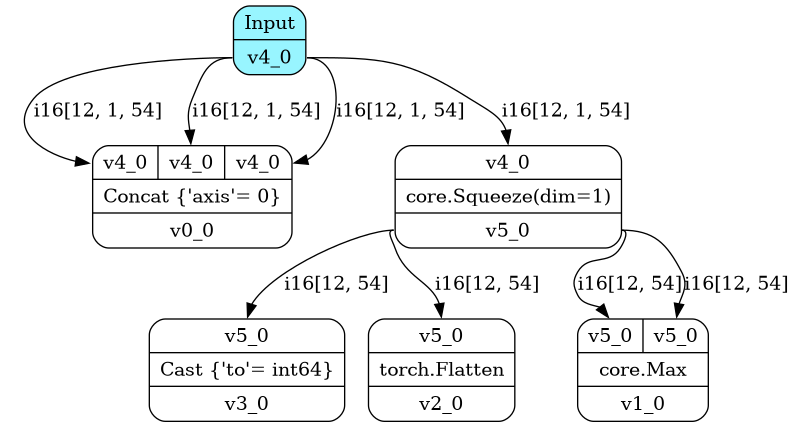 Input
v4_0
i16[12, 1, 54] i16[12, 1, 54] i16[12, 1, 54] i16[12, 1, 54]
v4_0 v4_0 v4_0
Concat {'axis'= 0}
v0_0
v4_0
core.Squeeze(dim=1)
v5_0
i16[12, 54] i16[12, 54] i16[12, 54] i16[12, 54]
v5_0
Cast {'to'= int64}
v3_0
v5_0
torch.Flatten
v2_0
v5_0 v5_0
core.Max
v1_0